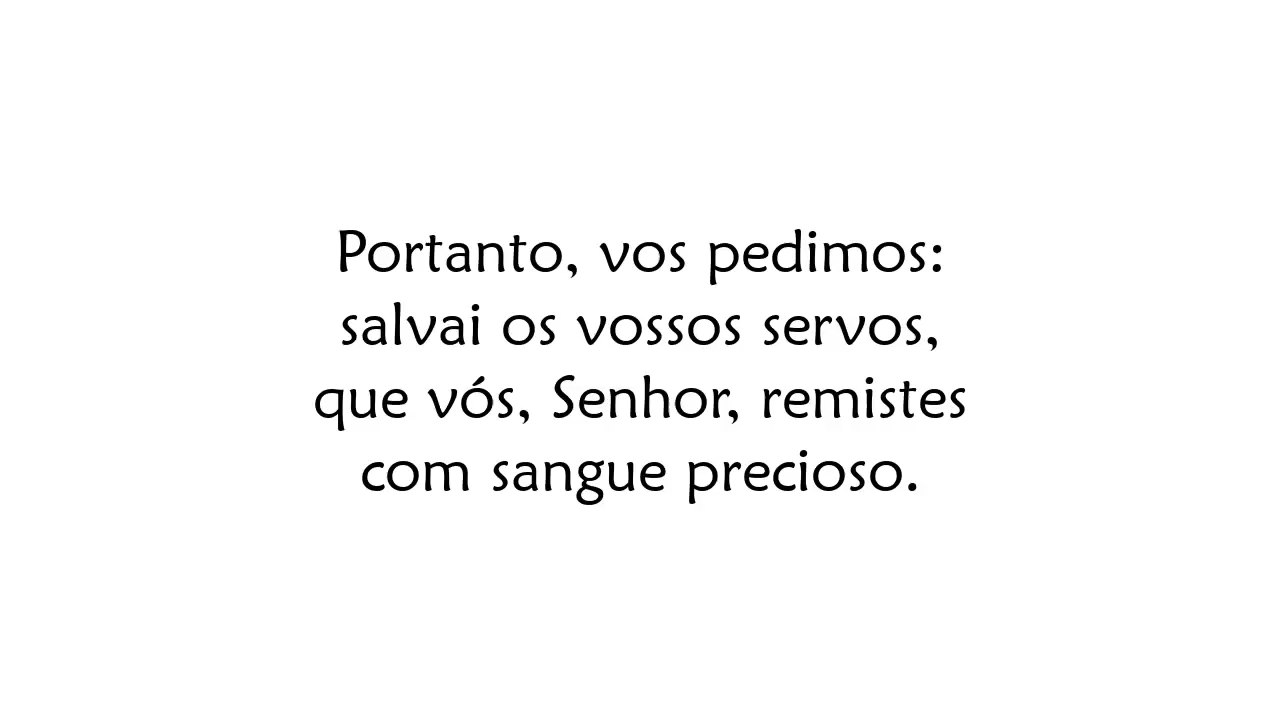 Portanto, vos pedimos:
salvai os vossos servos,
que vós, Senhor, remistes
com sangue precioso.